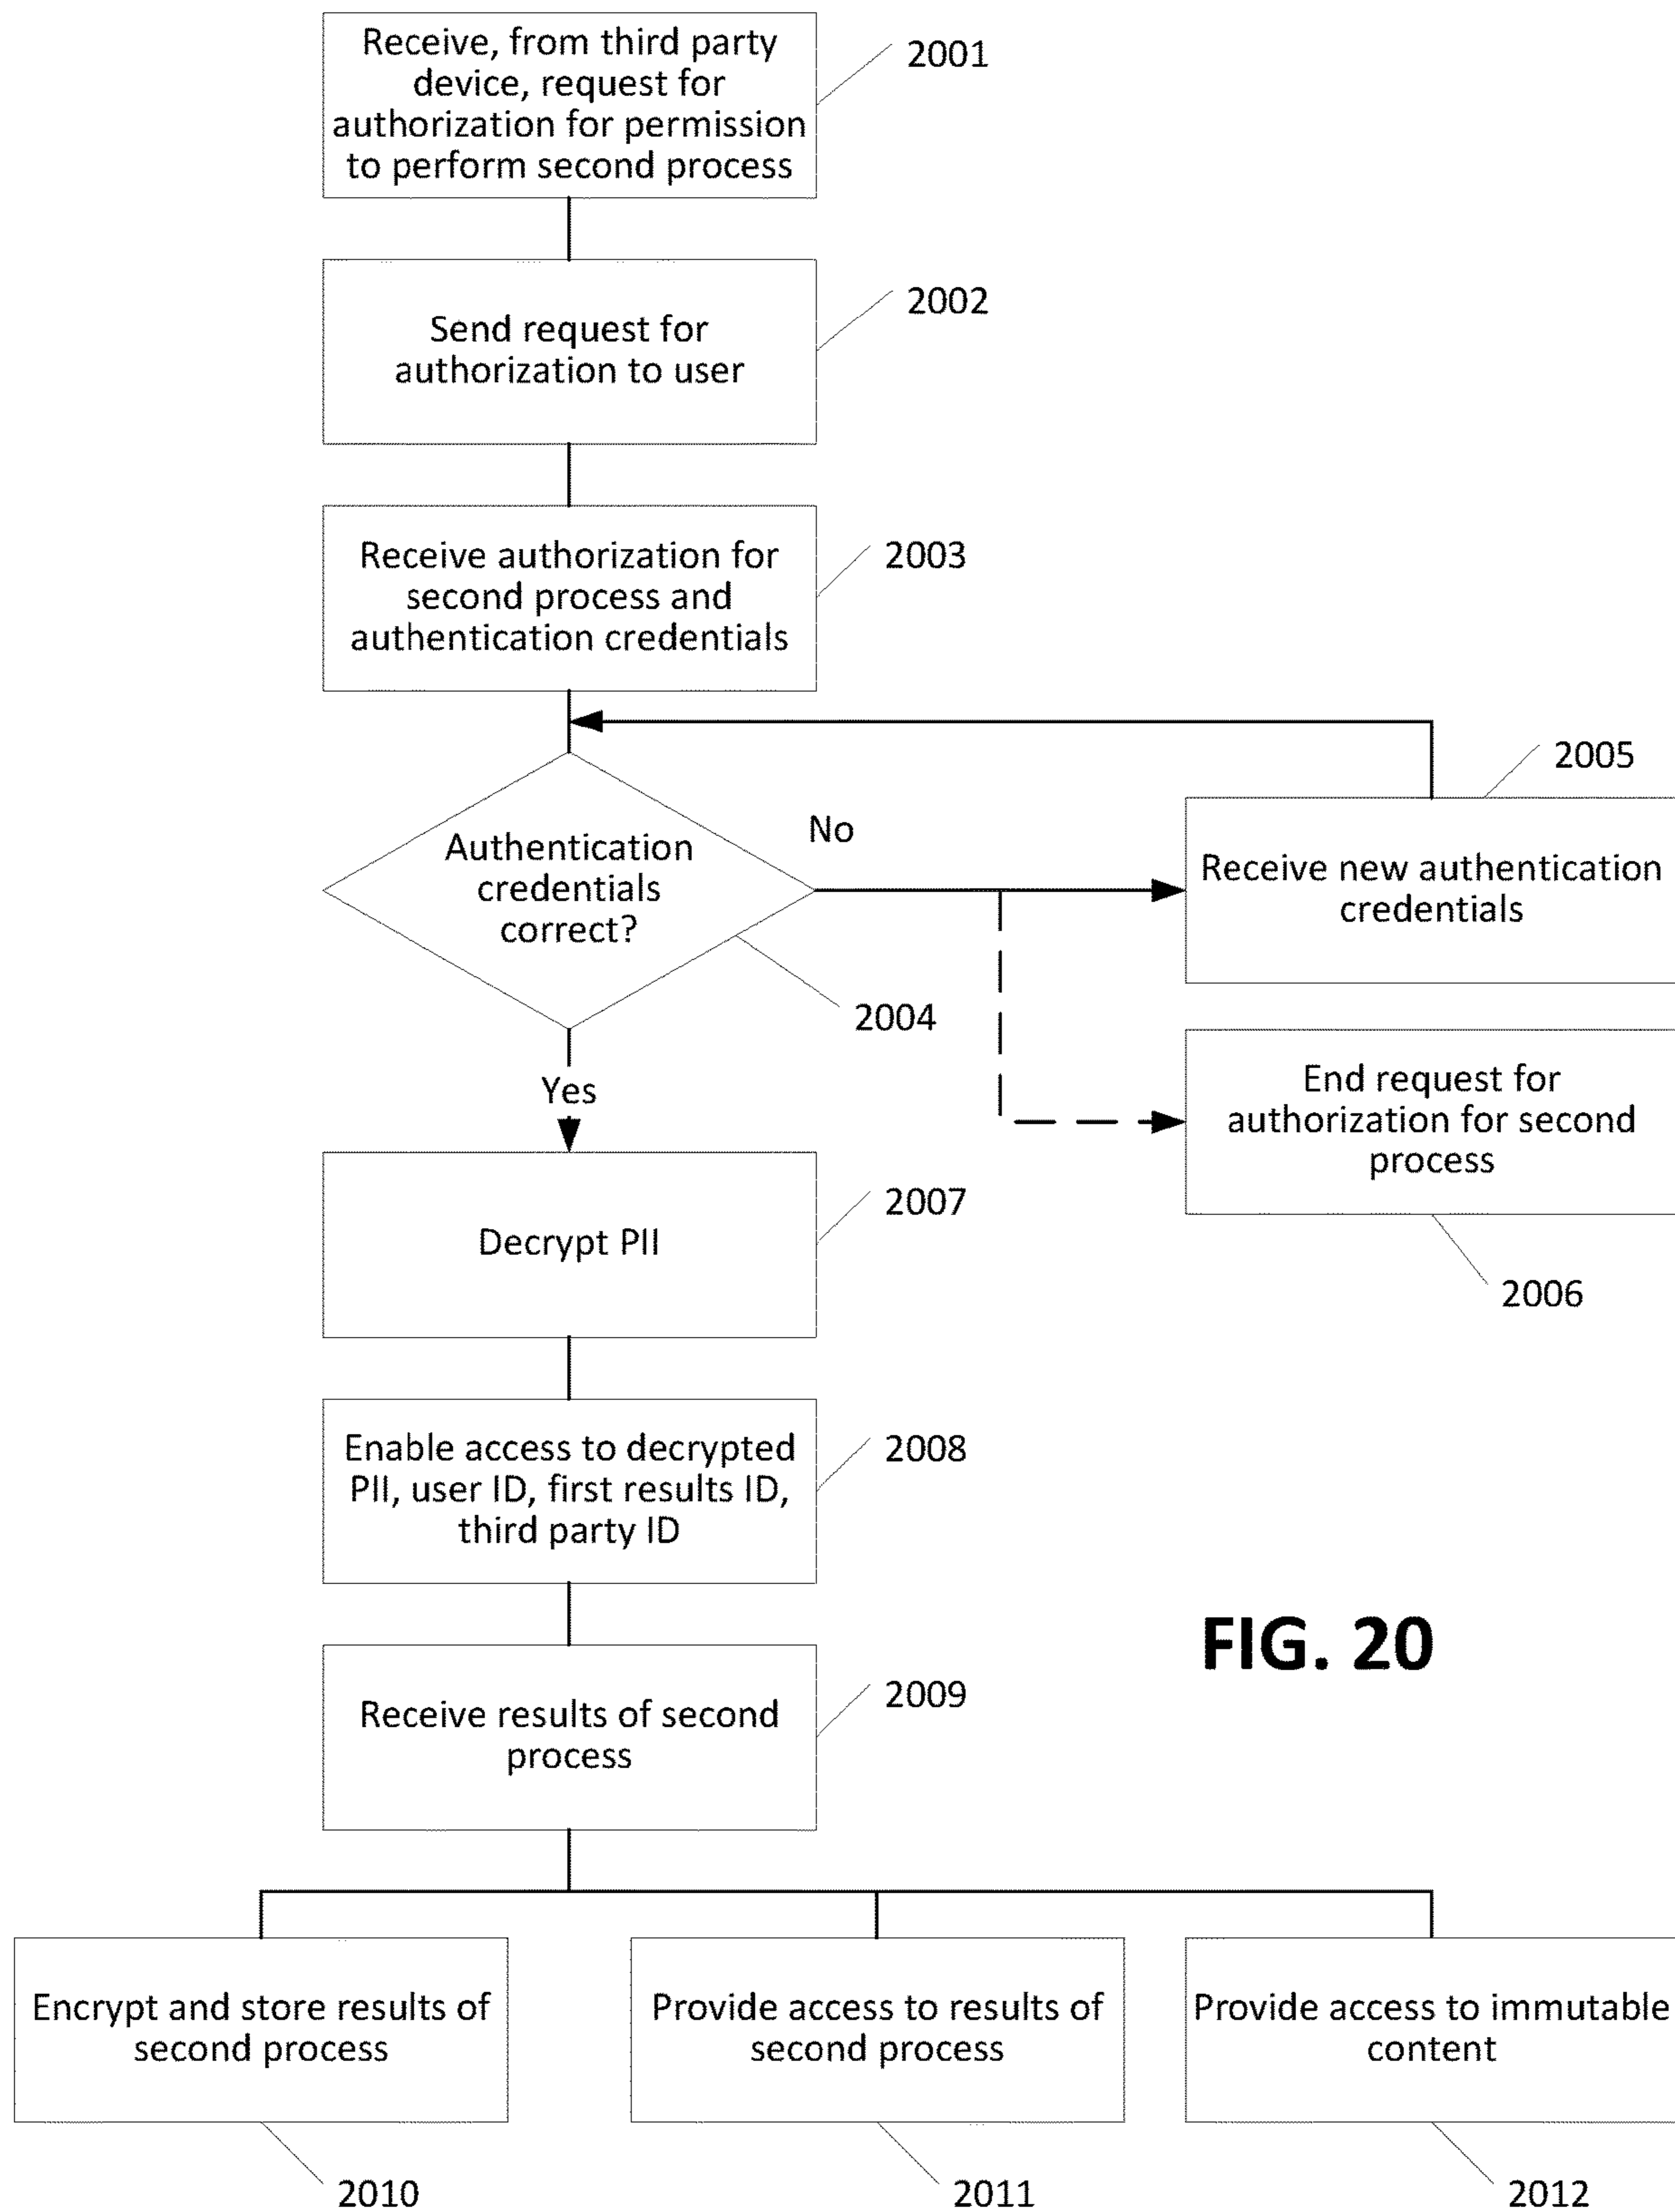 Receive, from third party
device, request for
authorization for permission
to perform second process
2001
Send request for
authorization to user
2002
Receive authorization for
second process and
authentication credentials
2003
Authentication
credentials
correct?
2004
No
Receive new authentication
credentials
2005
End request for
authorization for second
process
2006
Yes
Decrypt PII
2007
Enable access to decrypted
PII, user ID, first results ID,
third party ID
2008
Receive results of second
process
2009
FIG. 20
Encrypt and store results of
second process
2010
Provide access to results of
second process
2011
Provide access to immutable
content
2012